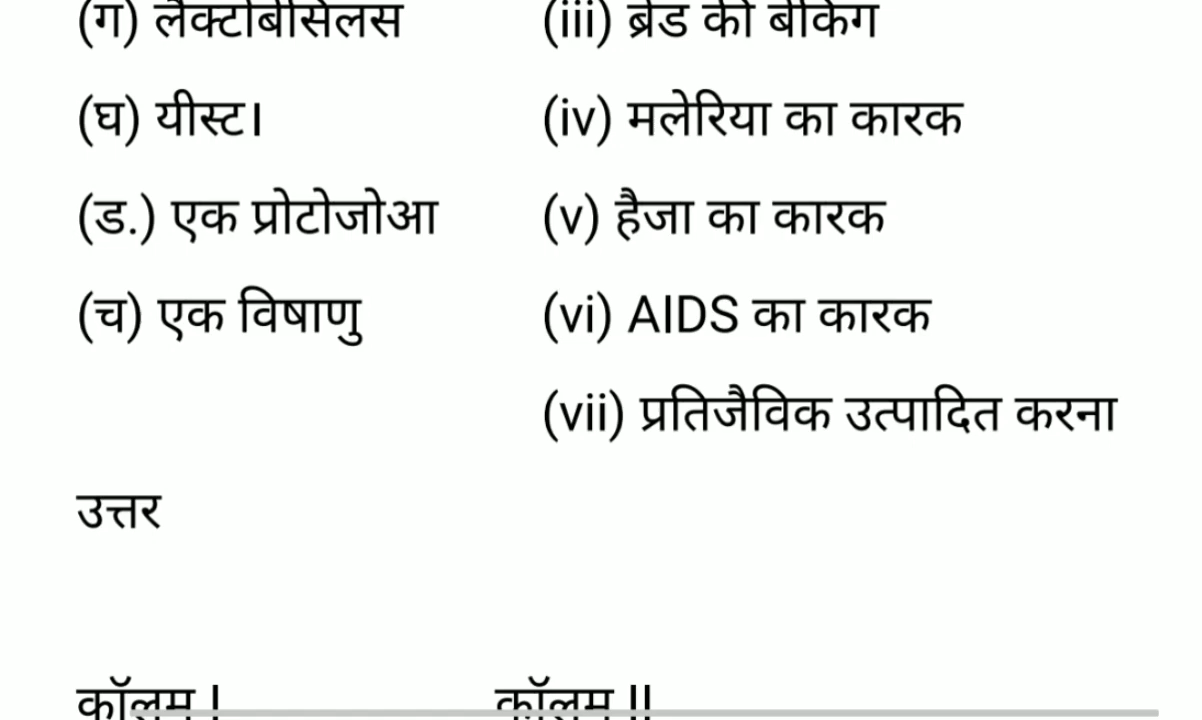 (ग) लैक्टोबैसिलस (iii) ब्रेड की बेकिंग
(घ) यीस्ट। (iv) मलेरिया का कारक
(ड.) एक प्रोटोजोआ (v) हैजा का कारक
(च) एक विषाणु (vi) AIDS का कारक
(vii) प्रतिजैविक उत्पादित करना
उत्तर
कॉलम I कॉलम II